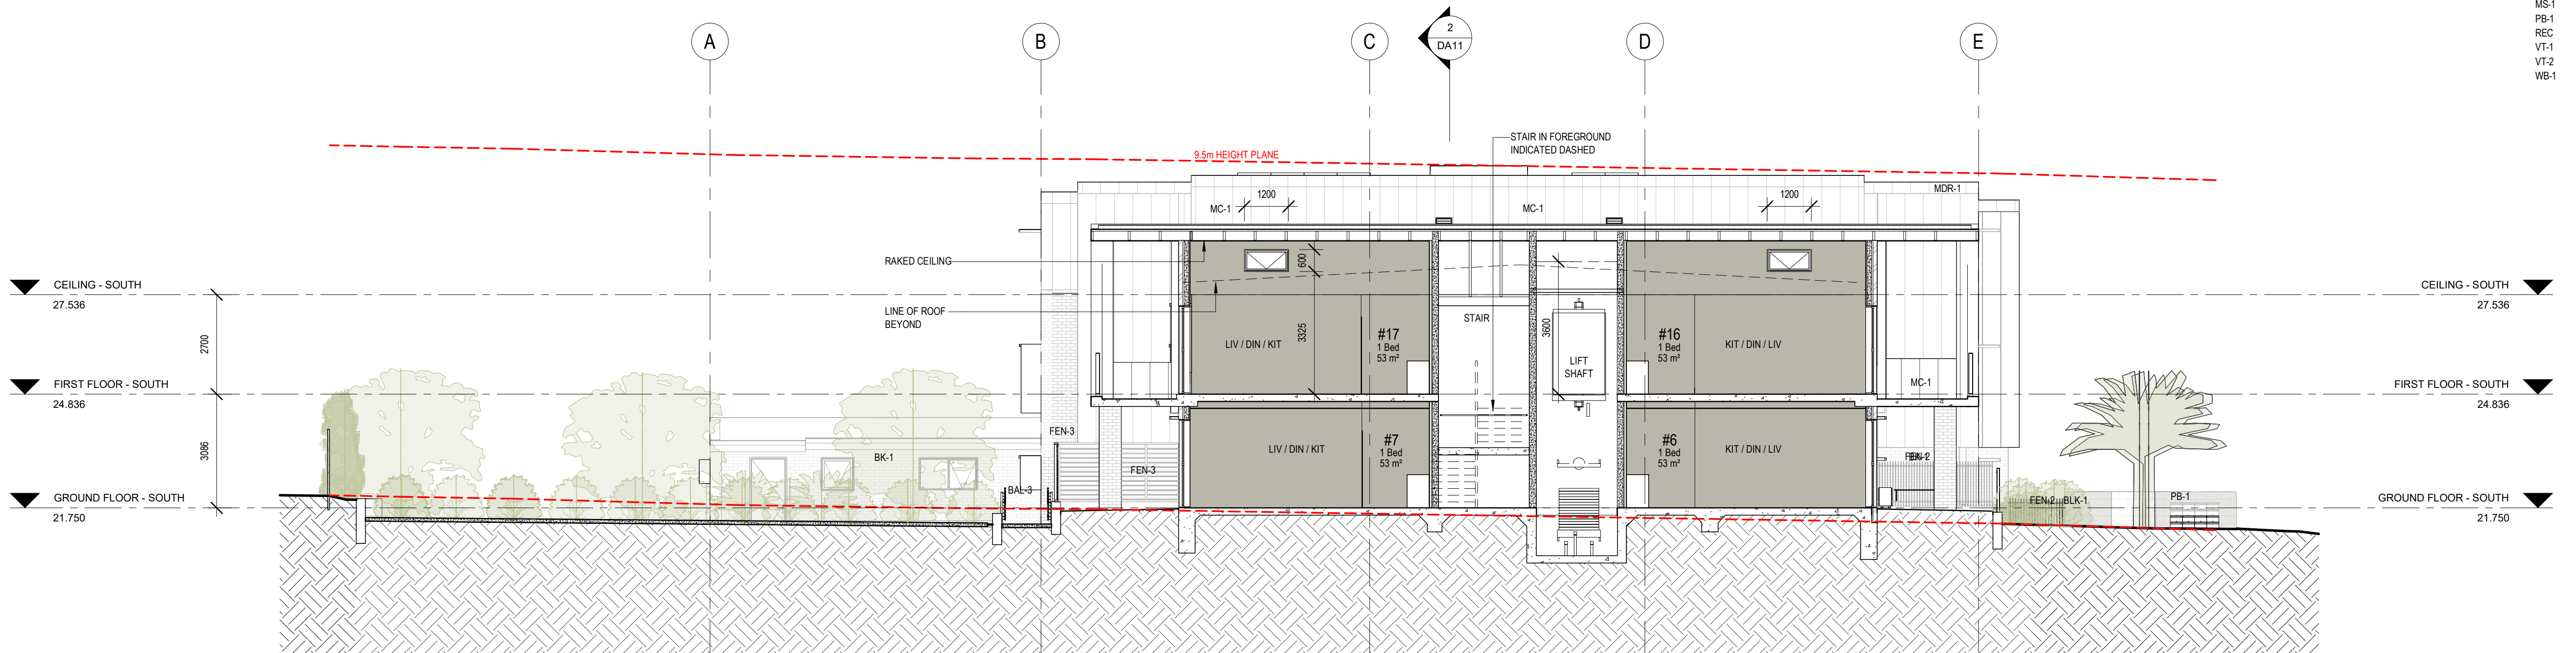 MS-1
PB-1
REC
VT-1
VT-2
WB-1
A
B
C
2
DA11
D
E
STAIR IN FOREGROUND
INDICATED DASHED
9.5m HEIGHT PLANE
MDR-1
1200
1200
MC-1
MC-1
RAKED CEILING
600
CEILING - SOUTH
27.536
CEILING - SOUTH
27.536
LINE OF ROOF
BEYOND
2700
3325
3600
STAIR
#17
1 Bed
53 m²
LIV / DIN / KIT
#16
1 Bed
53 m²
KIT / DIN / LIV
LIFT
SHAFT
FIRST FLOOR - SOUTH
24.836
MC-1
FIRST FLOOR - SOUTH
24.836
3086
FEN-3
BK-1
FEN-3
LIV / DIN / KIT
#7
1 Bed
53 m²
#6
1 Bed
53 m²
KIT / DIN / LIV
BAL-3
FEN-2
BLK-1
PB-1
GROUND FLOOR - SOUTH
21.750
GROUND FLOOR - SOUTH
21.750